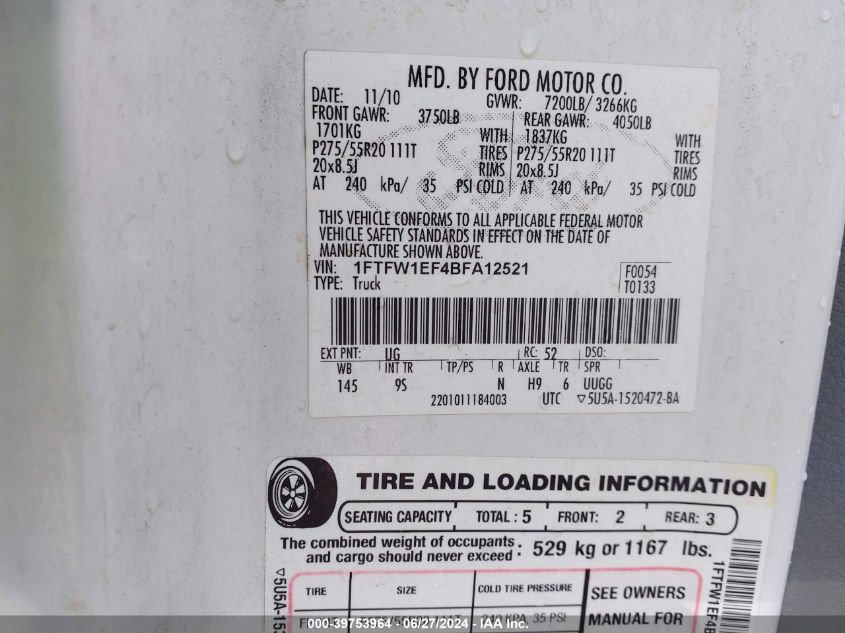 MFD. BY FORD MOTOR CO.
DATE: 11/10 GVWR: 7200LB/ 3266KG
FRONT GAWR: 3750LB REAR GAWR: 4050LB
1701KG WITH 1837KG WITH
P275/55R20 111T TIRES P275/55R20 111T TIRES
20x8.5J RIMS 20x8.5J RIMS
AT 240 kPa/ 35 PSI COLD AT 240 kPa/ 35 PSI COLD
THIS VEHICLE CONFORMS TO ALL APPLICABLE FEDERAL MOTOR
VEHICLE SAFETY STANDARDS IN EFFECT ON THE DATE OF
MANUFACTURE SHOWN ABOVE.
VIN: 1FTFW1EF4BFA12521 F0054
TYPE: Truck T0133
EXT PNT: UG RC: 52 DSO:
WB INT TR TP/PS R AXLE TR SPR
145 9S N H9 6 UUGG
2201011184003 UTC ▽5U5A-1520472-BA
TIRE AND LOADING INFORMATION
SEATING CAPACITY TOTAL: 5 FRONT: 2 REAR: 3
The combined weight of occupants and cargo should never exceed : 529 kg or 1167 lbs.
TIRE SIZE COLD TIRE PRESSURE SEE OWNERS
35 PSI MANUAL FOR
▽5U5A-153
1FTFW1EF4B
000-39753964 - 06/27/2024 - IAA Inc.